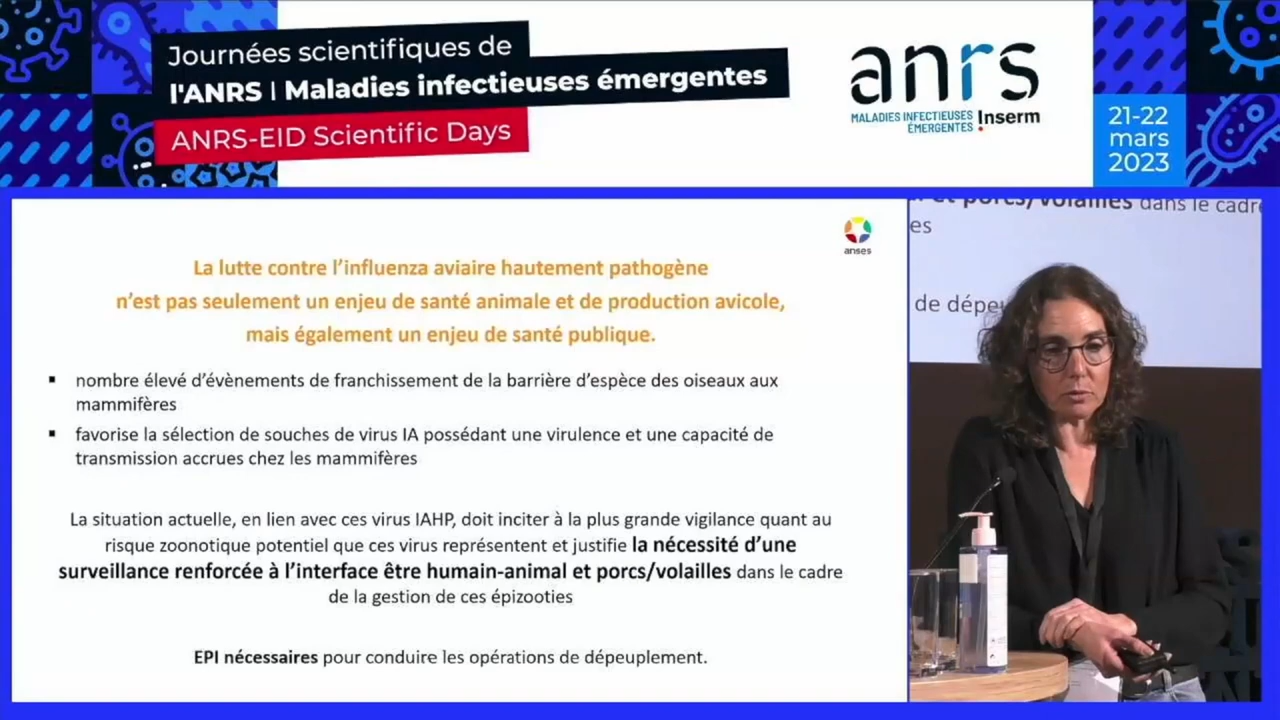 Journées scientifiques de
l'ANRS | Maladies infectieuses émergentes
ANRS-EID Scientific Days
anrs
MALADIES INFECTIEUSES
ÉMERGENTES
Inserm
21-22
mars
2023
anses
La lutte contre l'influenza aviaire hautement pathogène
n'est pas seulement un enjeu de santé animale et de production avicole,
mais également un enjeu de santé publique.
▪ nombre élevé d'évènements de franchissement de la barrière d'espèce des oiseaux aux
mammifères
▪ favorise la sélection de souches de virus IA possédant une virulence et une capacité de
transmission accrues chez les mammifères
La situation actuelle, en lien avec ces virus IAHP, doit inciter à la plus grande vigilance quant au
risque zoonotique potentiel que ces virus représentent et justifie la nécessité d'une
surveillance renforcée à l'interface être humain-animal et porcs/volailles dans le cadre
de la gestion de ces épizooties
EPI nécessaires pour conduire les opérations de dépeuplement.
et porcs/volailles dans le cadre
es
de dépe